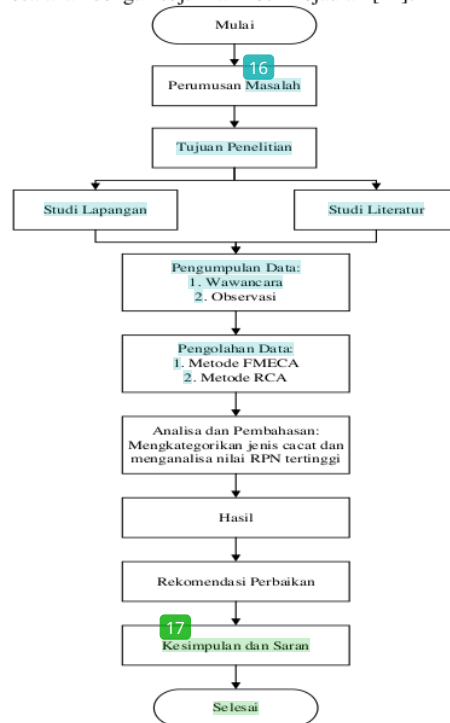 Mulai
16
Perumusan Masalah
Tujuan Penelitian
Studi Lapangan
Studi Literatur
Pengumpulan Data:
1. Wawancara
2. Observasi
Pengolahan Data:
1. Metode FMECA
2. Metode RCA
Analisa dan Pembahasan:
Mengkategorikan jenis cacat dan
menganalisa nilai RPN tertinggi
Hasil
Rekomendasi Perbaikan
17
Kesimpulan dan Saran
Selesai